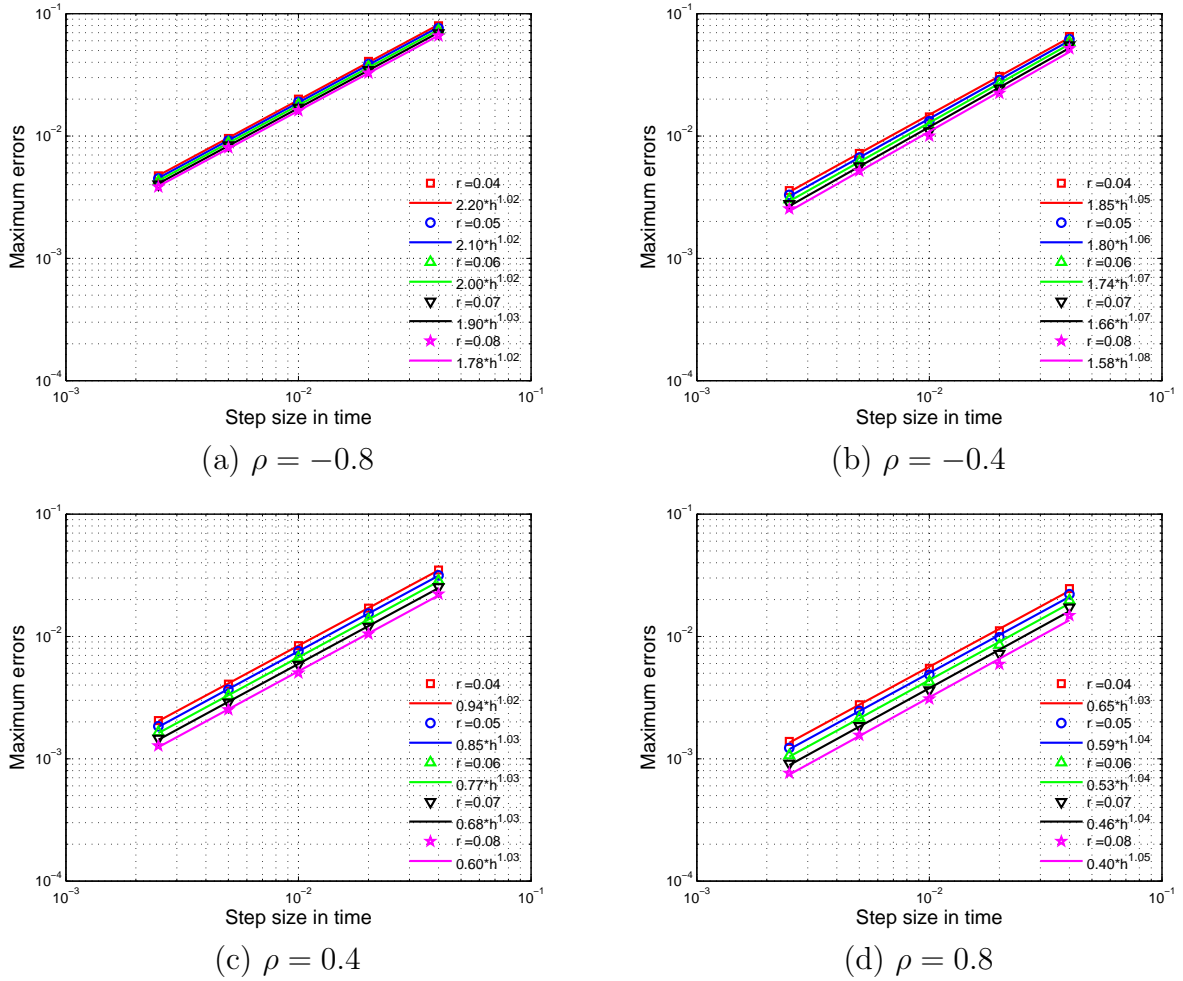 10⁻¹
10⁻²
10⁻³
10⁻⁴
Maximum errors
r =0.04
2.20*h^1.02
r =0.05
2.10*h^1.02
r =0.06
2.00*h^1.02
r =0.07
1.90*h^1.03
r =0.08
1.78*h^1.02
10⁻³ 10⁻² 10⁻¹
Step size in time
(a) ρ = −0.8
10⁻¹
10⁻²
10⁻³
10⁻⁴
Maximum errors
r =0.04
1.85*h^1.05
r =0.05
1.80*h^1.06
r =0.06
1.74*h^1.07
r =0.07
1.66*h^1.07
r =0.08
1.58*h^1.08
10⁻³ 10⁻² 10⁻¹
Step size in time
(b) ρ = −0.4
10⁻¹
10⁻²
10⁻³
10⁻⁴
Maximum errors
r =0.04
0.94*h^1.02
r =0.05
0.85*h^1.03
r =0.06
0.77*h^1.03
r =0.07
0.68*h^1.03
r =0.08
0.60*h^1.03
10⁻³ 10⁻² 10⁻¹
Step size in time
(c) ρ = 0.4
10⁻¹
10⁻²
10⁻³
10⁻⁴
Maximum errors
r =0.04
0.65*h^1.03
r =0.05
0.59*h^1.04
r =0.06
0.53*h^1.04
r =0.07
0.46*h^1.04
r =0.08
0.40*h^1.05
10⁻³ 10⁻² 10⁻¹
Step size in time
(d) ρ = 0.8